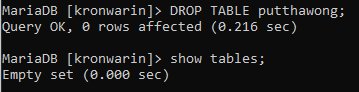 MariaDB [kronwarin]> DROP TABLE putthawong;
Query OK, 0 rows affected (0.216 sec)
MariaDB [kronwarin]> show tables;
Empty set (0.000 sec)